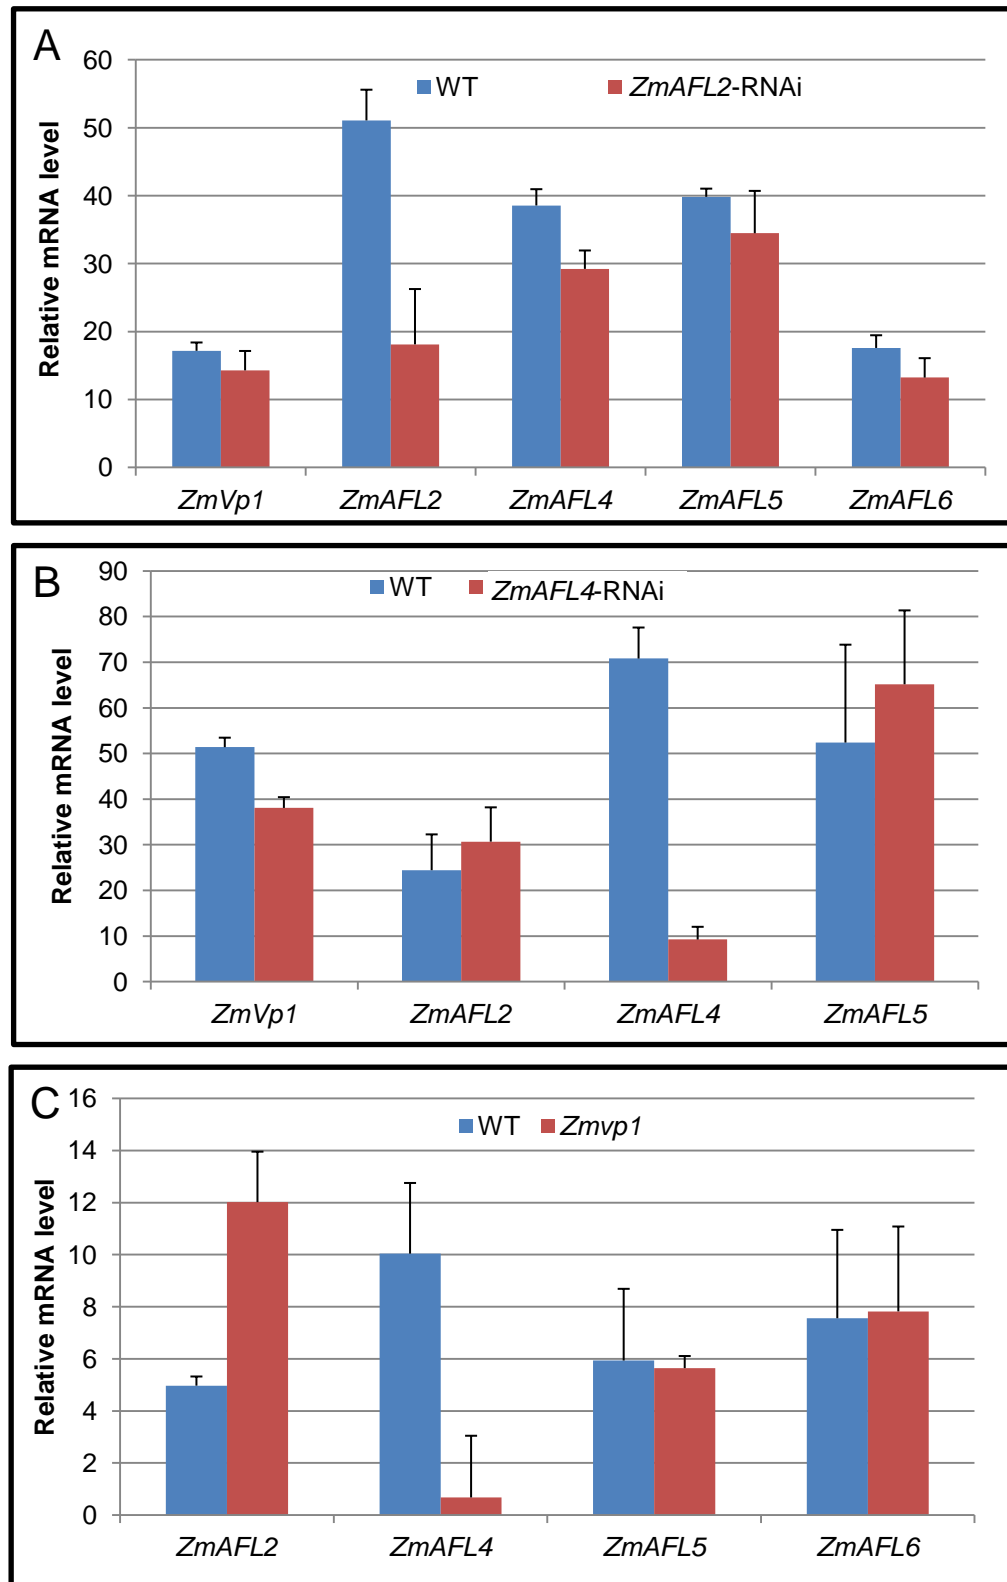 A
60
50
40
30
20
10
0
Relative mRNA level
WT ZmAFL2-RNAi
ZmVp1 ZmAFL2 ZmAFL4 ZmAFL5 ZmAFL6
B
90
80
70
60
50
40
30
20
10
0
Relative mRNA level
WT ZmAFL4-RNAi
ZmVp1 ZmAFL2 ZmAFL4 ZmAFL5
C
16
14
12
10
8
6
4
2
0
Relative mRNA level
WT Zmvp1
ZmAFL2 ZmAFL4 ZmAFL5 ZmAFL6